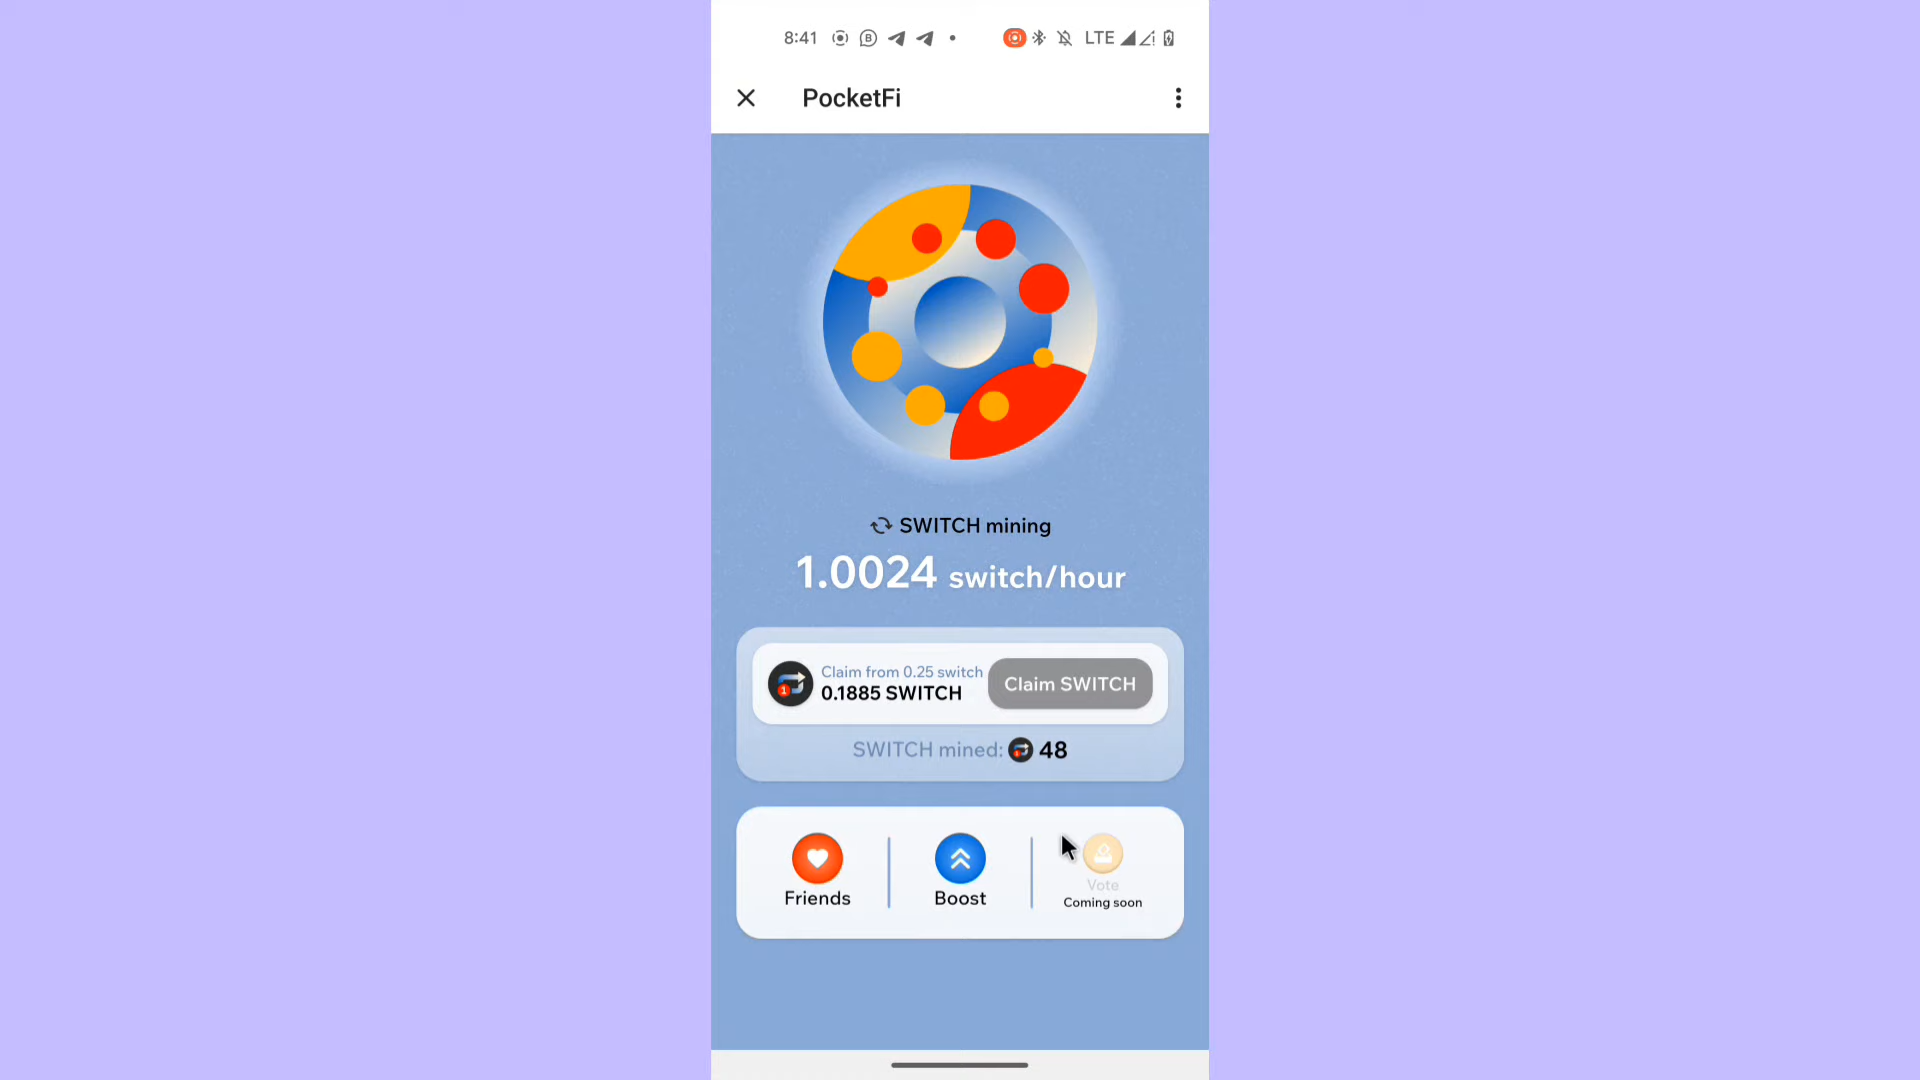 8:41 LTE
PocketFi
SWITCH mining
1.0024 switch/hour
Claim from 0.25 switch
0.1885 SWITCH
Claim SWITCH
SWITCH mined: 48
Friends
Boost
Vote
Coming soon